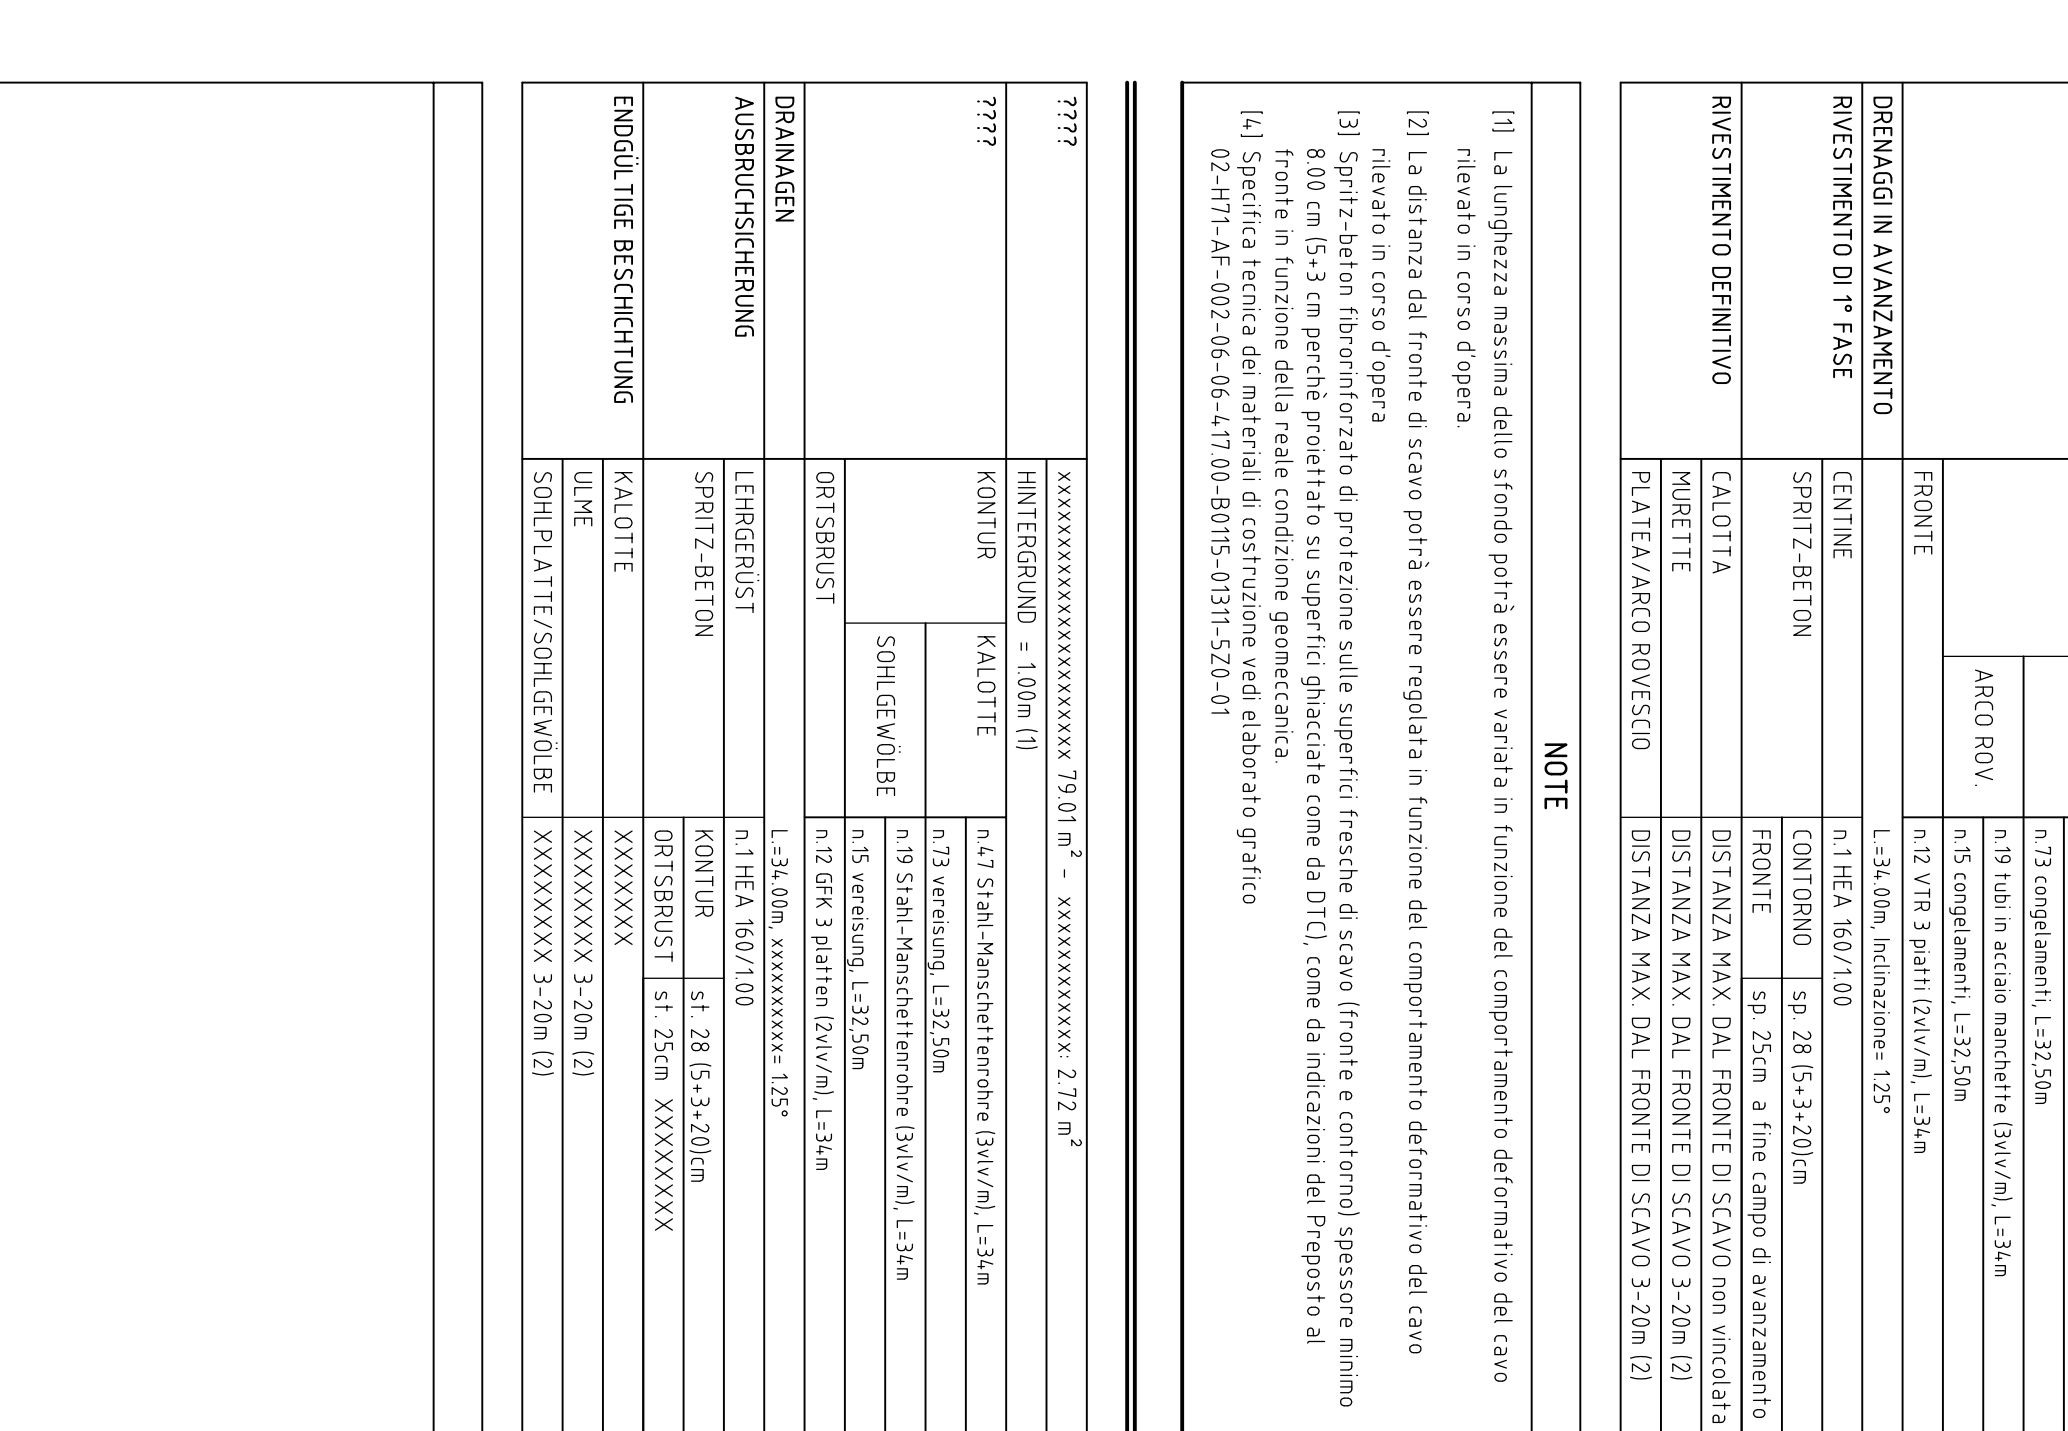 ARCO ROV.
n.73 congelamenti, L=32,50m
n.19 tubi in acciaio manchette (3vlv/m), L=34m
n.15 congelamenti, L=32,50m
FRONTE
n.12 VTR 3 piatti (2vlv/m), L=34m
DRENAGGI IN AVANZAMENTO
L.=34.00m, Inclinazione= 1.25°
RIVESTIMENTO DI 1° FASE
CENTINE
n.1 HEA 160/1.00
SPRITZ-BETON
CONTORNO
sp. 28 (5+3+20)cm
FRONTE
sp. 25cm a fine campo di avanzamento
RIVESTIMENTO DEFINITIVO
CALOTTA
DISTANZA MAX. DAL FRONTE DI SCAVO non vincolata
MURETTE
DISTANZA MAX. DAL FRONTE DI SCAVO 3-20m (2)
PLATEA/ARCO ROVESCIO
DISTANZA MAX. DAL FRONTE DI SCAVO 3-20m (2)
NOTE
[1] La lunghezza massima dello sfondo potrà essere variata in funzione del comportamento deformativo del cavo
rilevato in corso d'opera.
[2] La distanza dal fronte di scavo potrà essere regolata in funzione del comportamento deformativo del cavo
rilevato in corso d'opera
[3] Spritz-beton fibronrinforzato di protezione sulle superfici fresche di scavo (fronte e contorno) spessore minimo
8.00 cm (5+3 cm perchè proiettato su superfici ghiacciate come da DTC), come da indicazioni del Preposto al
fronte in funzione della reale condizione geomeccanica.
[4] Specifica tecnica dei materiali di costruzione vedi elaborato grafico
02-H71-AF-002-06-06-417.00-B0115-01311-5Z0-01
????
xxxxxxxxxxxxxxxxxxxxxxxxx 79.01 m² - xxxxxxxxxxxxx: 2.72 m²
HINTERGRUND = 1.00m (1)
????
KONTUR
KALOTTE
n.47 Stahl-Manschettenrohre (3vlv/m), L=34m
n.73 vereisung, L=32,50m
SOHLGEWÖLBE
n.19 Stahl-Manschettenrohre (3vlv/m), L=34m
n.15 vereisung, L=32,50m
ORTSBRUST
n.12 GFK 3 platten (2vlv/m), L=34m
DRAINAGEN
L.=34.00m, xxxxxxxxxx= 1.25°
AUSBRUCHSICHERUNG
LEHRGERÜST
n.1 HEA 160/1.00
SPRITZ-BETON
KONTUR
st. 28 (5+3+20)cm
ORTSBRUST
st. 25cm XXXXXXXX
ENDGÜLTIGE BESCHICHTUNG
KALOTTE
XXXXXXX
ULME
XXXXXXXX 3-20m (2)
SOHLPLATTE/SOHLGEWÖLBE
XXXXXXXX 3-20m (2)